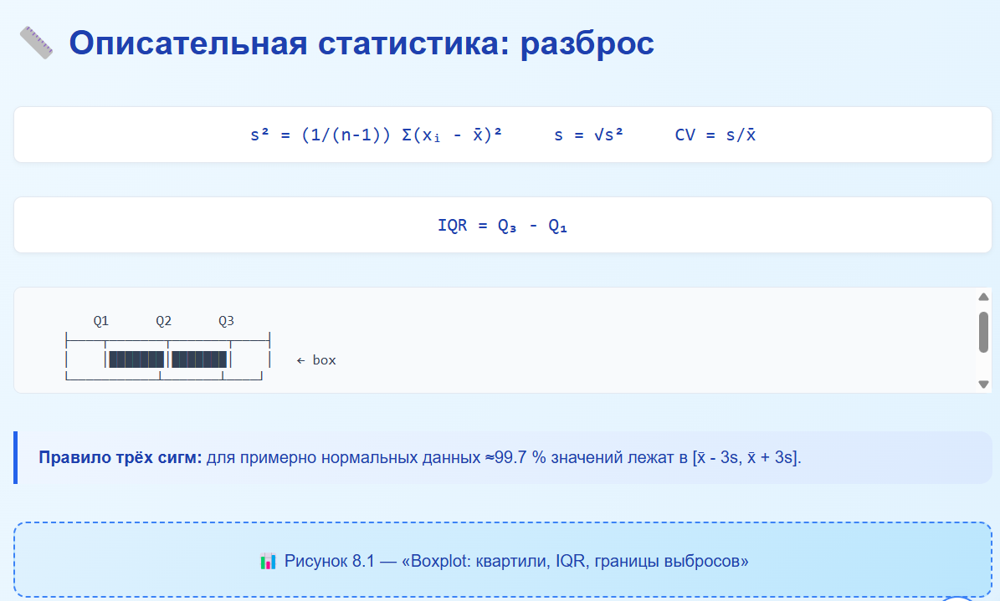 Описательная статистика: разброс
s² = (1/(n-1)) Σ(xᵢ - x̄)²     s = √s²     CV = s/x̄
IQR = Q₃ - Q₁
Q1     Q2     Q3
← box
Правило трёх сигм: для примерно нормальных данных ≈99.7 % значений лежат в [x̄ - 3s, x̄ + 3s].
Рисунок 8.1 — «Boxplot: квартили, IQR, границы выбросов»